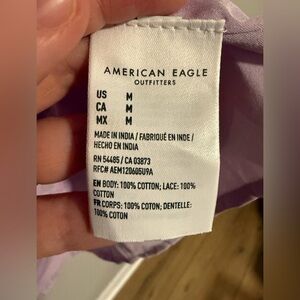 AMERICAN EAGLE
OUTFITTERS
US M
CA M
MX M
MADE IN INDIA / FABRIQUÉ EN INDE /
HECHO EN INDIA
RN 54485 / CA 03873
RFC# AEM120605U9A
EN BODY: 100% COTTON; LACE: 100%
COTTON
FR CORPS: 100% COTON; DENTELLE:
100% COTON